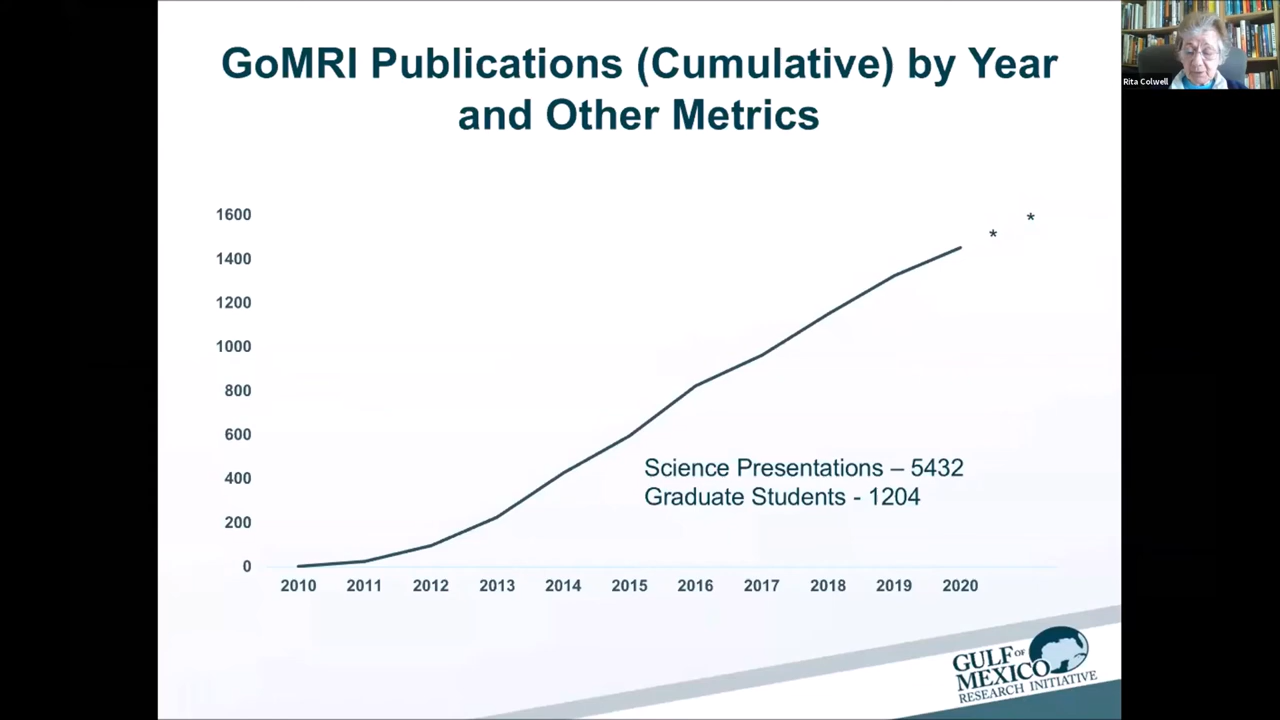 GoMRI Publications (Cumulative) by Year
and Other Metrics
Rita Colwell
1600
1400
1200
1000
800
600
400
200
0
* *
Science Presentations – 5432
Graduate Students - 1204
2010 2011 2012 2013 2014 2015 2016 2017 2018 2019 2020
GULF OF
MEXICO
RESEARCH INITIATIVE